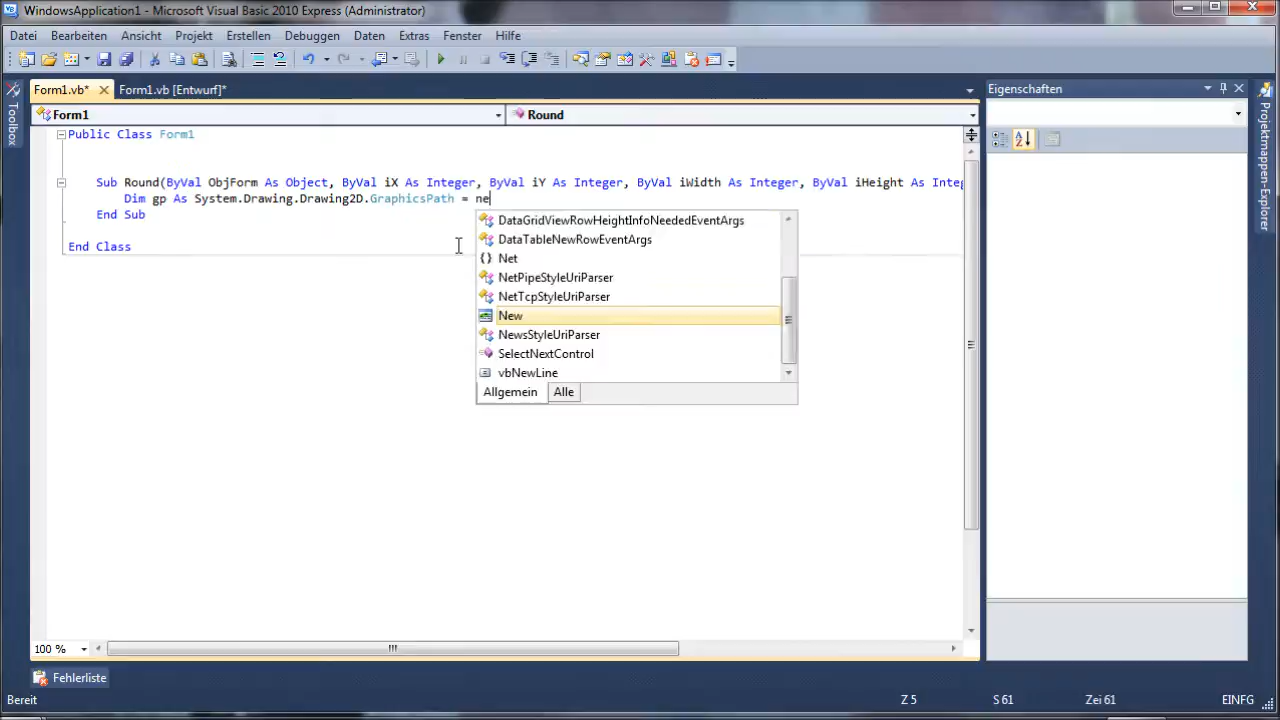 WindowsApplication1 - Microsoft Visual Basic 2010 Express (Administrator)
Datei Bearbeiten Ansicht Projekt Erstellen Debuggen Daten Extras Fenster Hilfe
Form1.vb* Form1.vb [Entwurf]*
Form1 Round
Public Class Form1
Sub Round(ByVal ObjForm As Object, ByVal iX As Integer, ByVal iY As Integer, ByVal iWidth As Integer, ByVal iHeight As Integ
Dim gp As System.Drawing.Drawing2D.GraphicsPath = ne
End Sub
End Class
DataGridViewRowHeightInfoNeededEventArgs
DataTableNewRowEventArgs
{} Net
NetPipeStyleUriParser
NetTcpStyleUriParser
New
NewsStyleUriParser
SelectNextControl
vbNewLine
Allgemein Alle
100 %
Toolbox
Eigenschaften
Projektmappen-Explorer
Fehlerliste
Bereit Z 5 S 61 Zei 61 EINFG